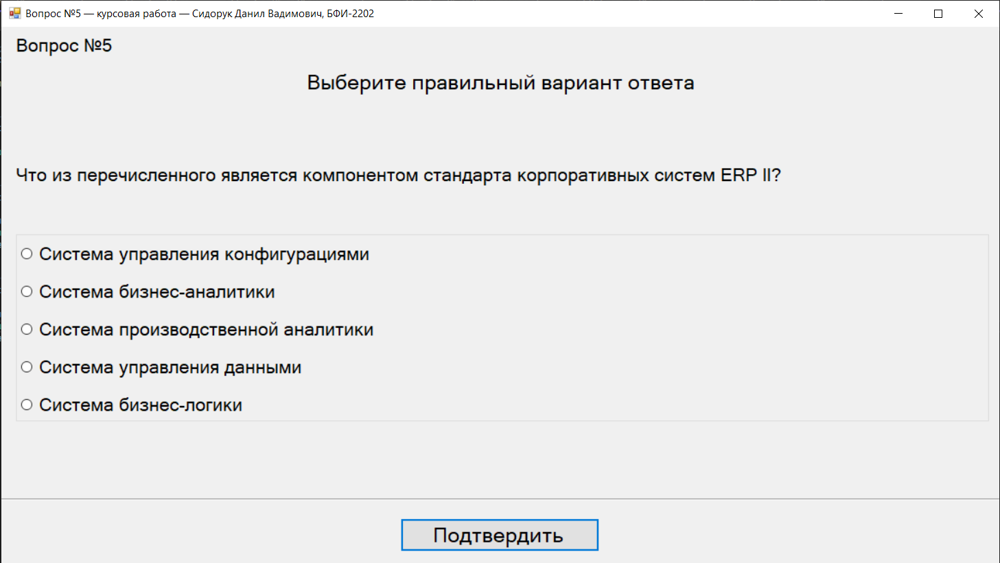 Вопрос №5 — курсовая работа — Сидорук Данил Вадимович, БФИ-2202
Вопрос №5
Выберите правильный вариант ответа
Что из перечисленного является компонентом стандарта корпоративных систем ERP II?
Система управления конфигурациями
Система бизнес-аналитики
Система производственной аналитики
Система управления данными
Система бизнес-логики
Подтвердить